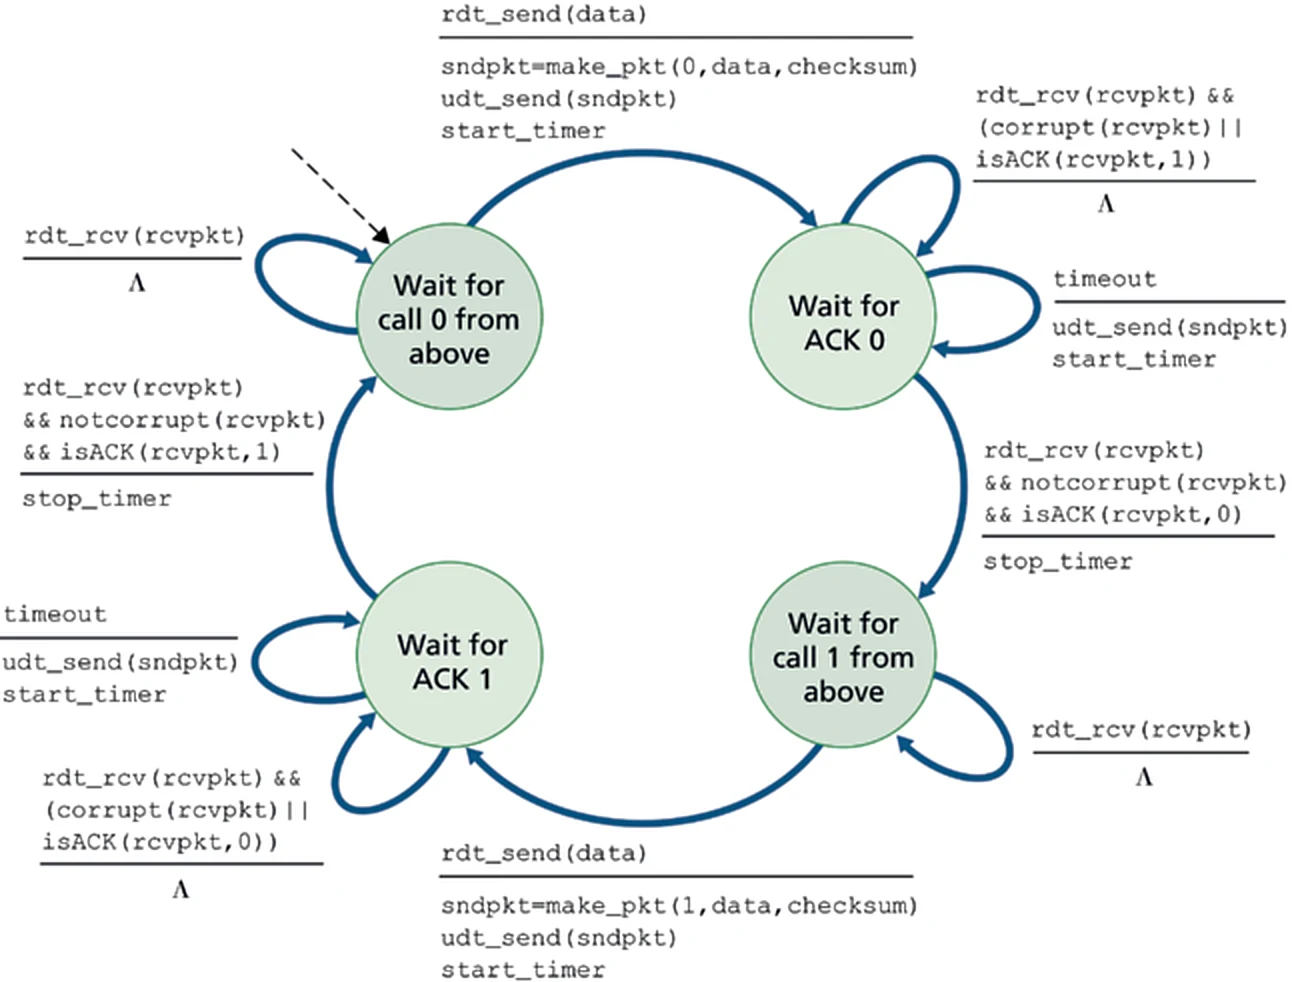 rdt_send(data)
sndpkt=make_pkt(0,data,checksum)
udt_send(sndpkt)
start_timer
rdt_rcv(rcvpkt) &&
(corrupt(rcvpkt)||
isACK(rcvpkt,1))
Λ
rdt_rcv(rcvpkt)
Λ
Wait for
call 0 from
above
Wait for
ACK 0
timeout
udt_send(sndpkt)
start_timer
rdt_rcv(rcvpkt)
&& notcorrupt(rcvpkt)
&& isACK(rcvpkt,1)
stop_timer
rdt_rcv(rcvpkt)
&& notcorrupt(rcvpkt)
&& isACK(rcvpkt,0)
stop_timer
timeout
udt_send(sndpkt)
start_timer
Wait for
ACK 1
Wait for
call 1 from
above
rdt_rcv(rcvpkt)
Λ
rdt_rcv(rcvpkt) &&
(corrupt(rcvpkt)||
isACK(rcvpkt,0))
Λ
rdt_send(data)
sndpkt=make_pkt(1,data,checksum)
udt_send(sndpkt)
start_timer